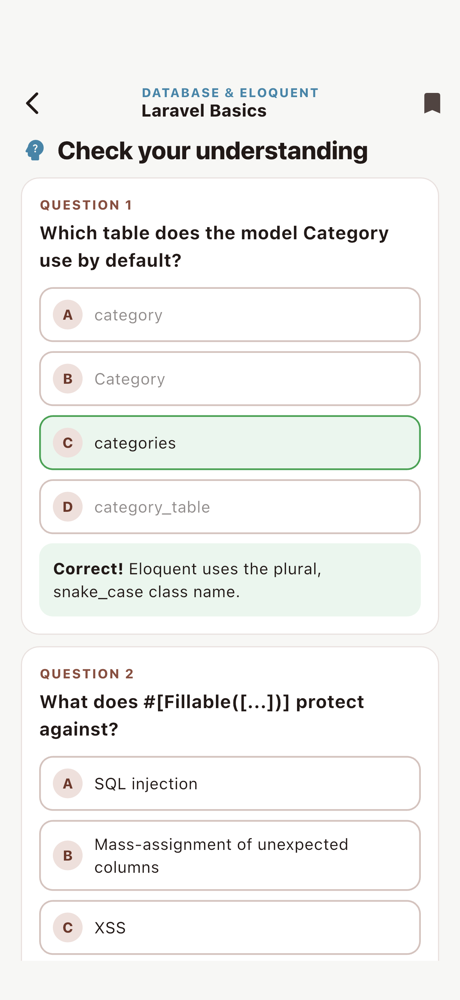 DATABASE & ELOQUENT
Laravel Basics
Check your understanding
QUESTION 1
Which table does the model Category
use by default?
A category
B Category
C categories
D category_table
Correct! Eloquent uses the plural,
snake_case class name.
QUESTION 2
What does #[Fillable([...])] protect
against?
A SQL injection
B Mass-assignment of unexpected
columns
C XSS